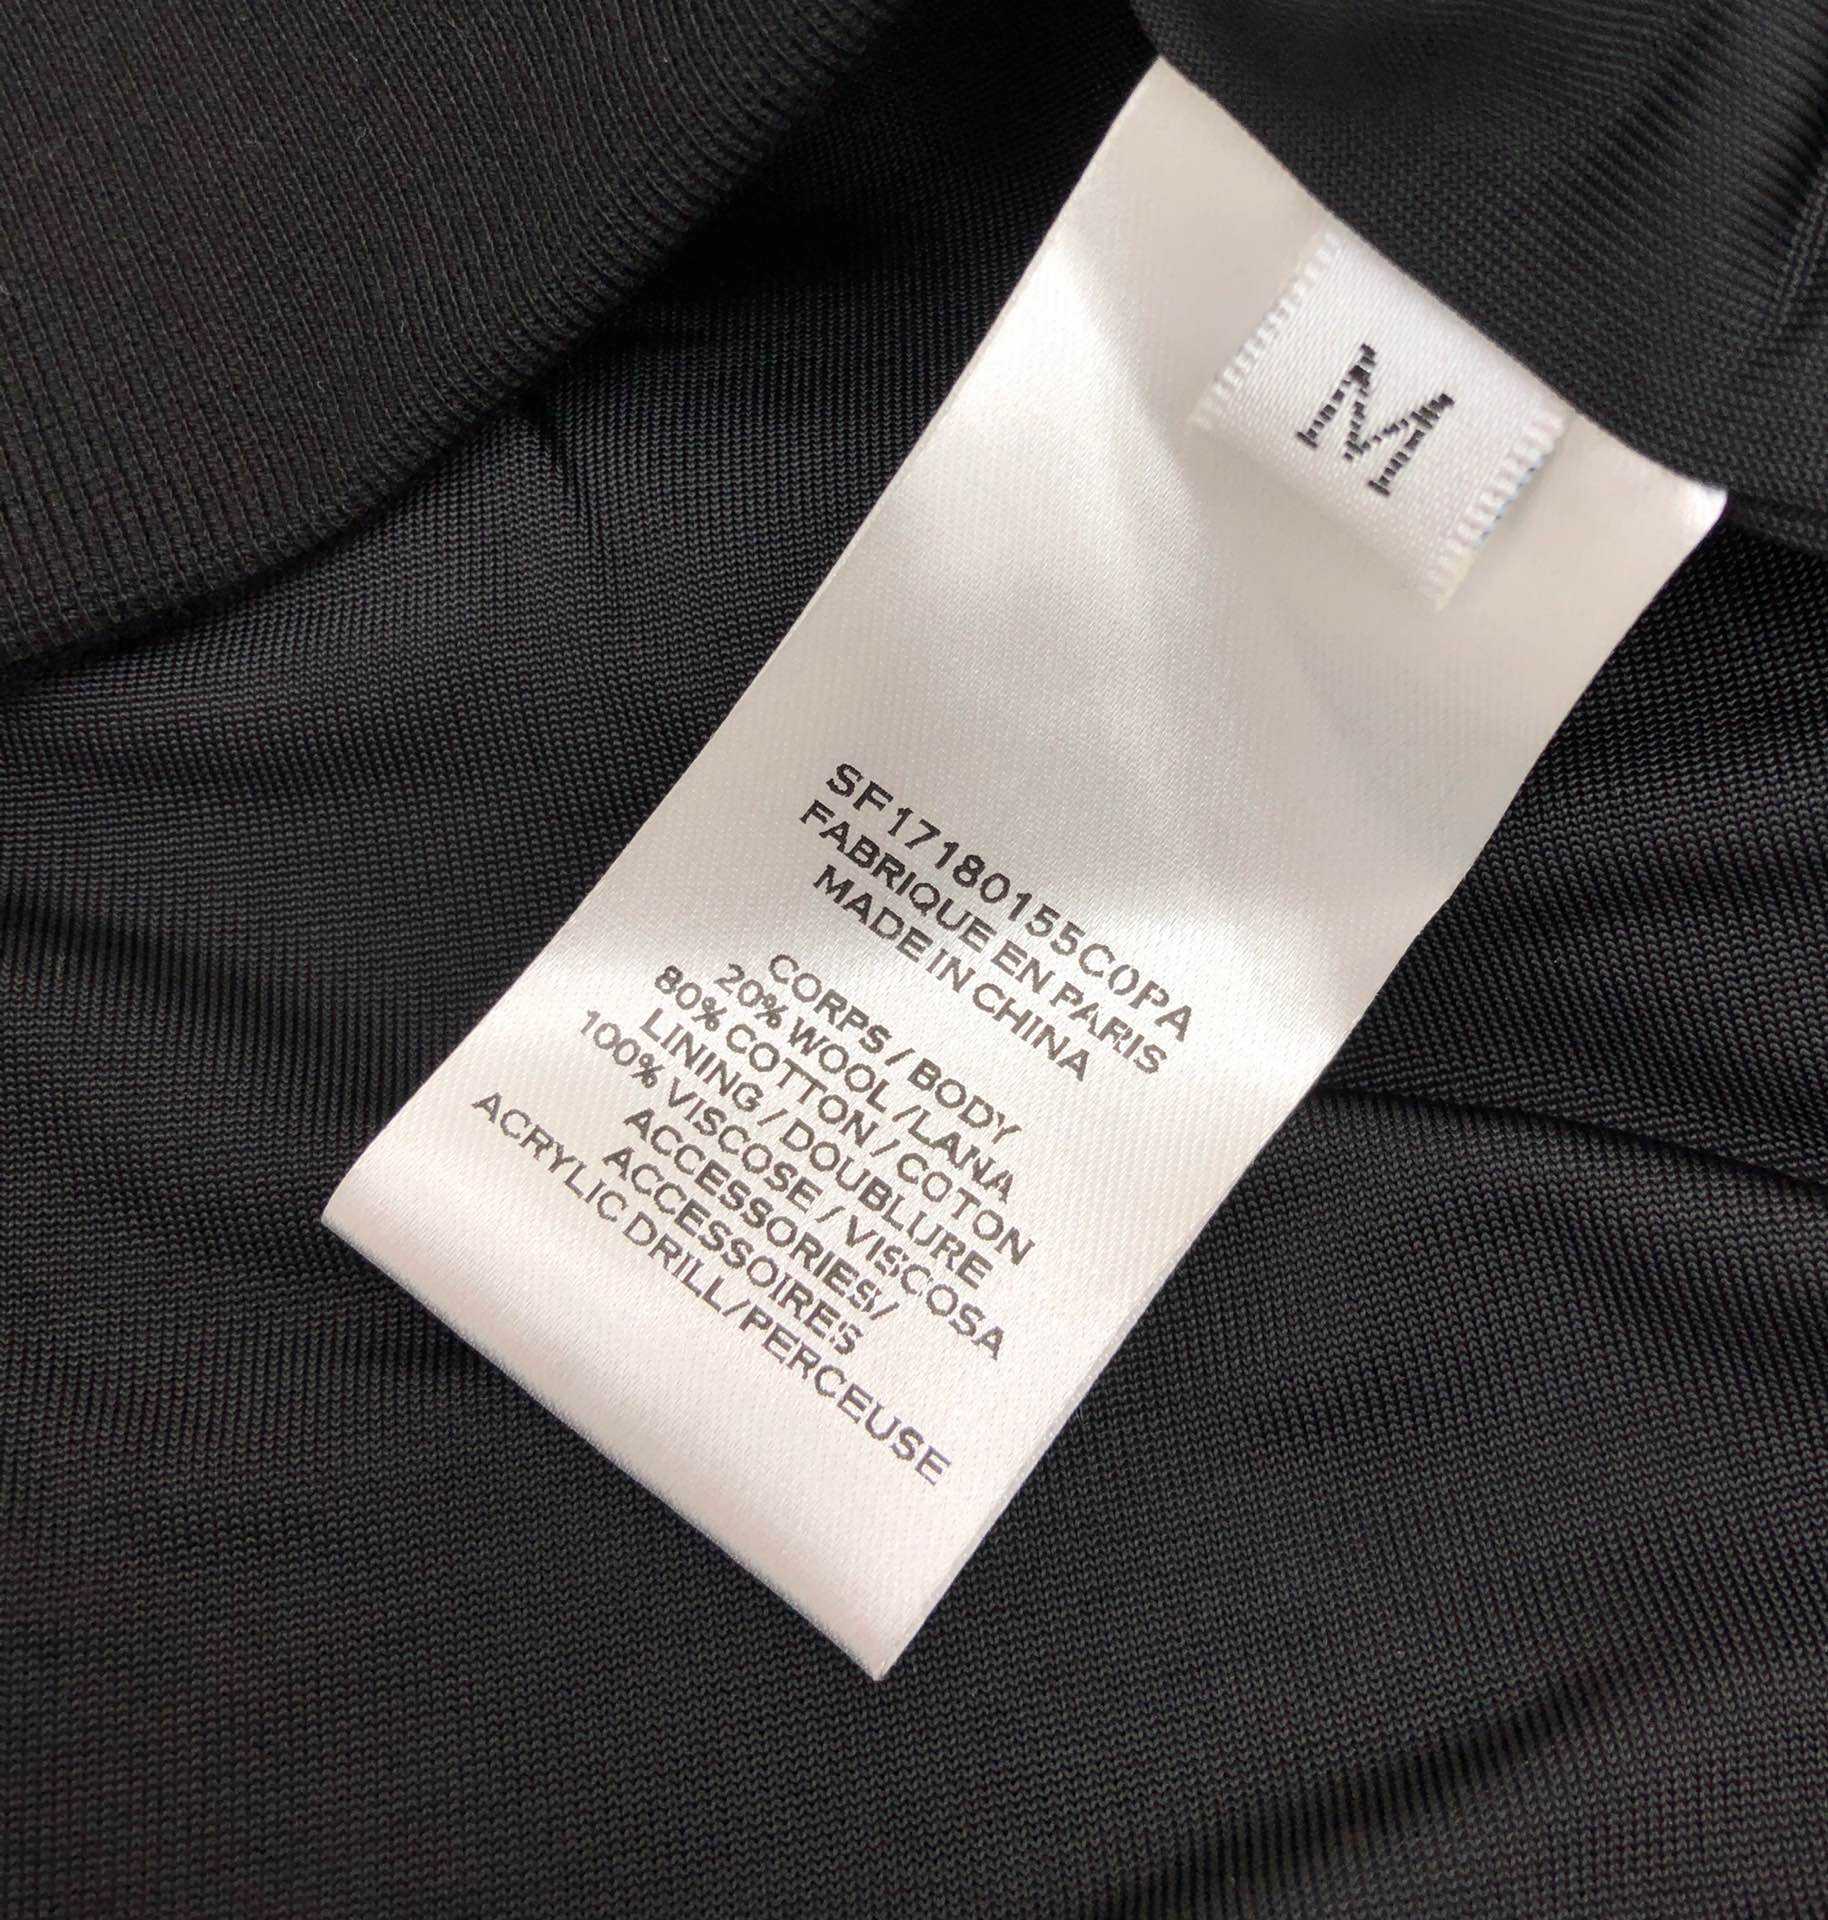 M
SF17180155C0PA
FABRIQUE EN PARIS
MADE IN CHINA
CORPS / BODY
20% WOOL / LANA
80% COTTON / COTON
LINING / DOUBLURE
100% VISCOSE / VISCOSA
ACCESSORIES/
ACCESSOIRES
ACRYLIC DRILL/PERCEUSE